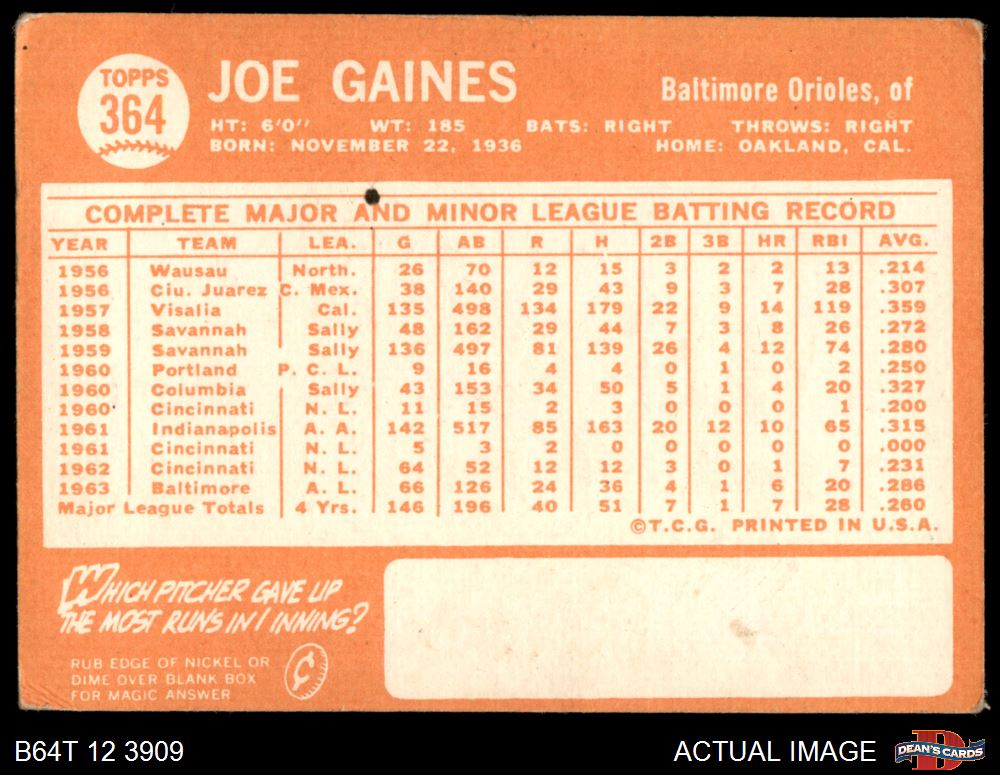 TOPPS
364
JOE GAINES
Baltimore Orioles, of
HT: 6'0" WT: 185 BATS: RIGHT THROWS: RIGHT
BORN: NOVEMBER 22, 1936 HOME: OAKLAND, CAL.
COMPLETE MAJOR AND MINOR LEAGUE BATTING RECORD
YEAR TEAM LEA. G AB R H 2B 3B HR RBI AVG.
1956 Wausau North. 26 70 12 15 3 2 2 13 .214
1956 Ciu. Juarez C. Mex. 38 140 29 43 9 3 7 28 .307
1957 Visalia Cal. 135 498 134 179 22 9 14 119 .359
1958 Savannah Sally 48 162 29 44 7 3 8 26 .272
1959 Savannah Sally 136 497 81 139 26 4 12 74 .280
1960 Portland P. C. L. 9 16 4 4 0 1 0 2 .250
1960 Columbia Sally 43 153 34 50 5 1 4 20 .327
1960 Cincinnati N. L. 11 15 2 3 0 0 0 1 .200
1961 Indianapolis A. A. 142 517 85 163 20 12 10 65 .315
1961 Cincinnati N. L. 5 3 2 0 0 0 0 0 .000
1962 Cincinnati N. L. 64 52 12 12 3 0 1 7 .231
1963 Baltimore A. L. 66 126 24 36 4 1 6 20 .286
Major League Totals 4 Yrs. 146 196 40 51 7 1 7 28 .260
©T.C.G. PRINTED IN U.S.A.
WHICH PITCHER GAVE UP
THE MOST RUNS IN 1 INNING?
RUB EDGE OF NICKEL OR
DIME OVER BLANK BOX
FOR MAGIC ANSWER
B64T 12 3909
ACTUAL IMAGE
DEAN'S CARDS